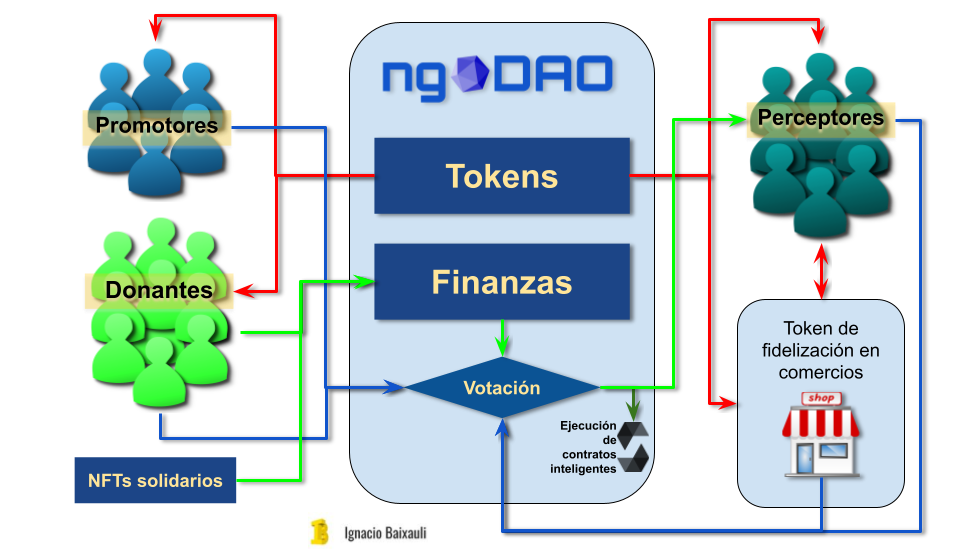 ngDAO
Promotores
Tokens
Perceptores
Donantes
Finanzas
Token de
fidelización en
comercios
shop
Votación
Ejecución
de
contratos
inteligentes
NFTs solidarios
Ignacio Baixauli